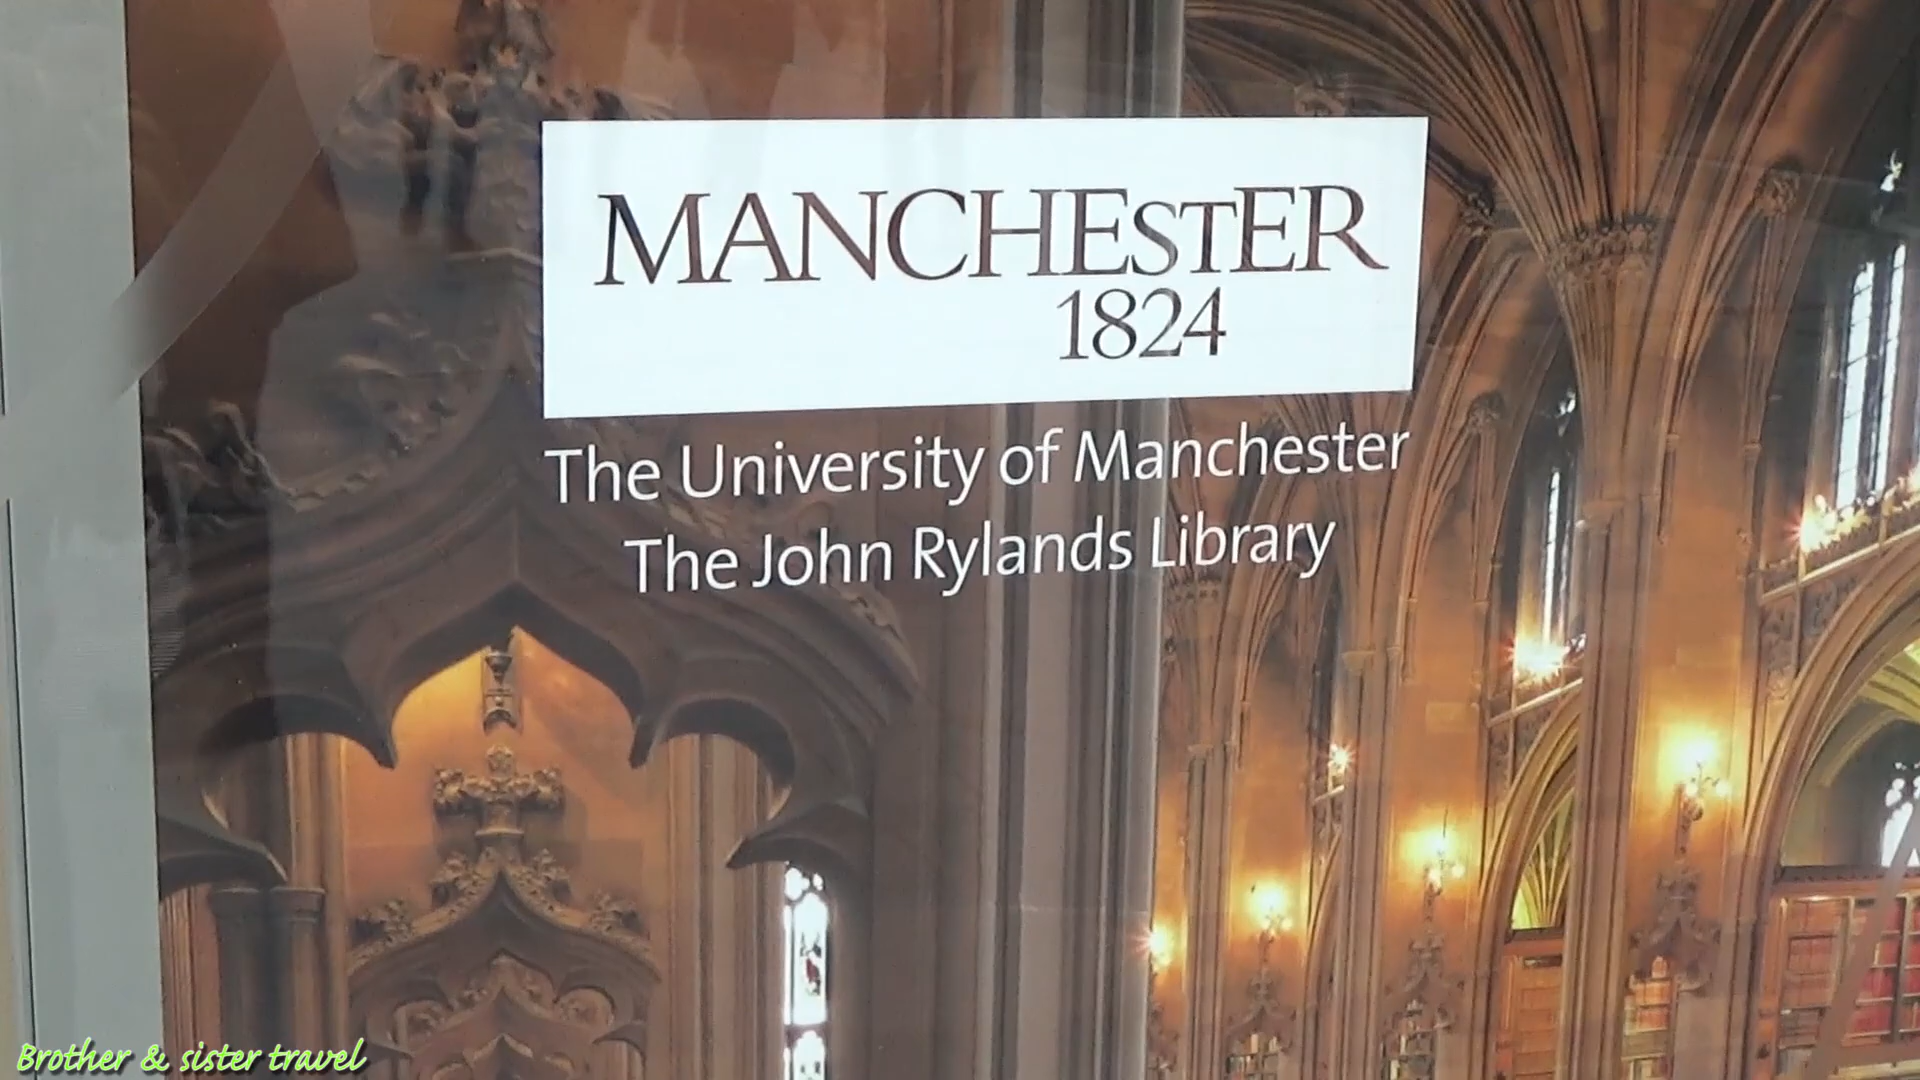 MANCHESTER
1824
The University of Manchester
The John Rylands Library
Brother & sister travel